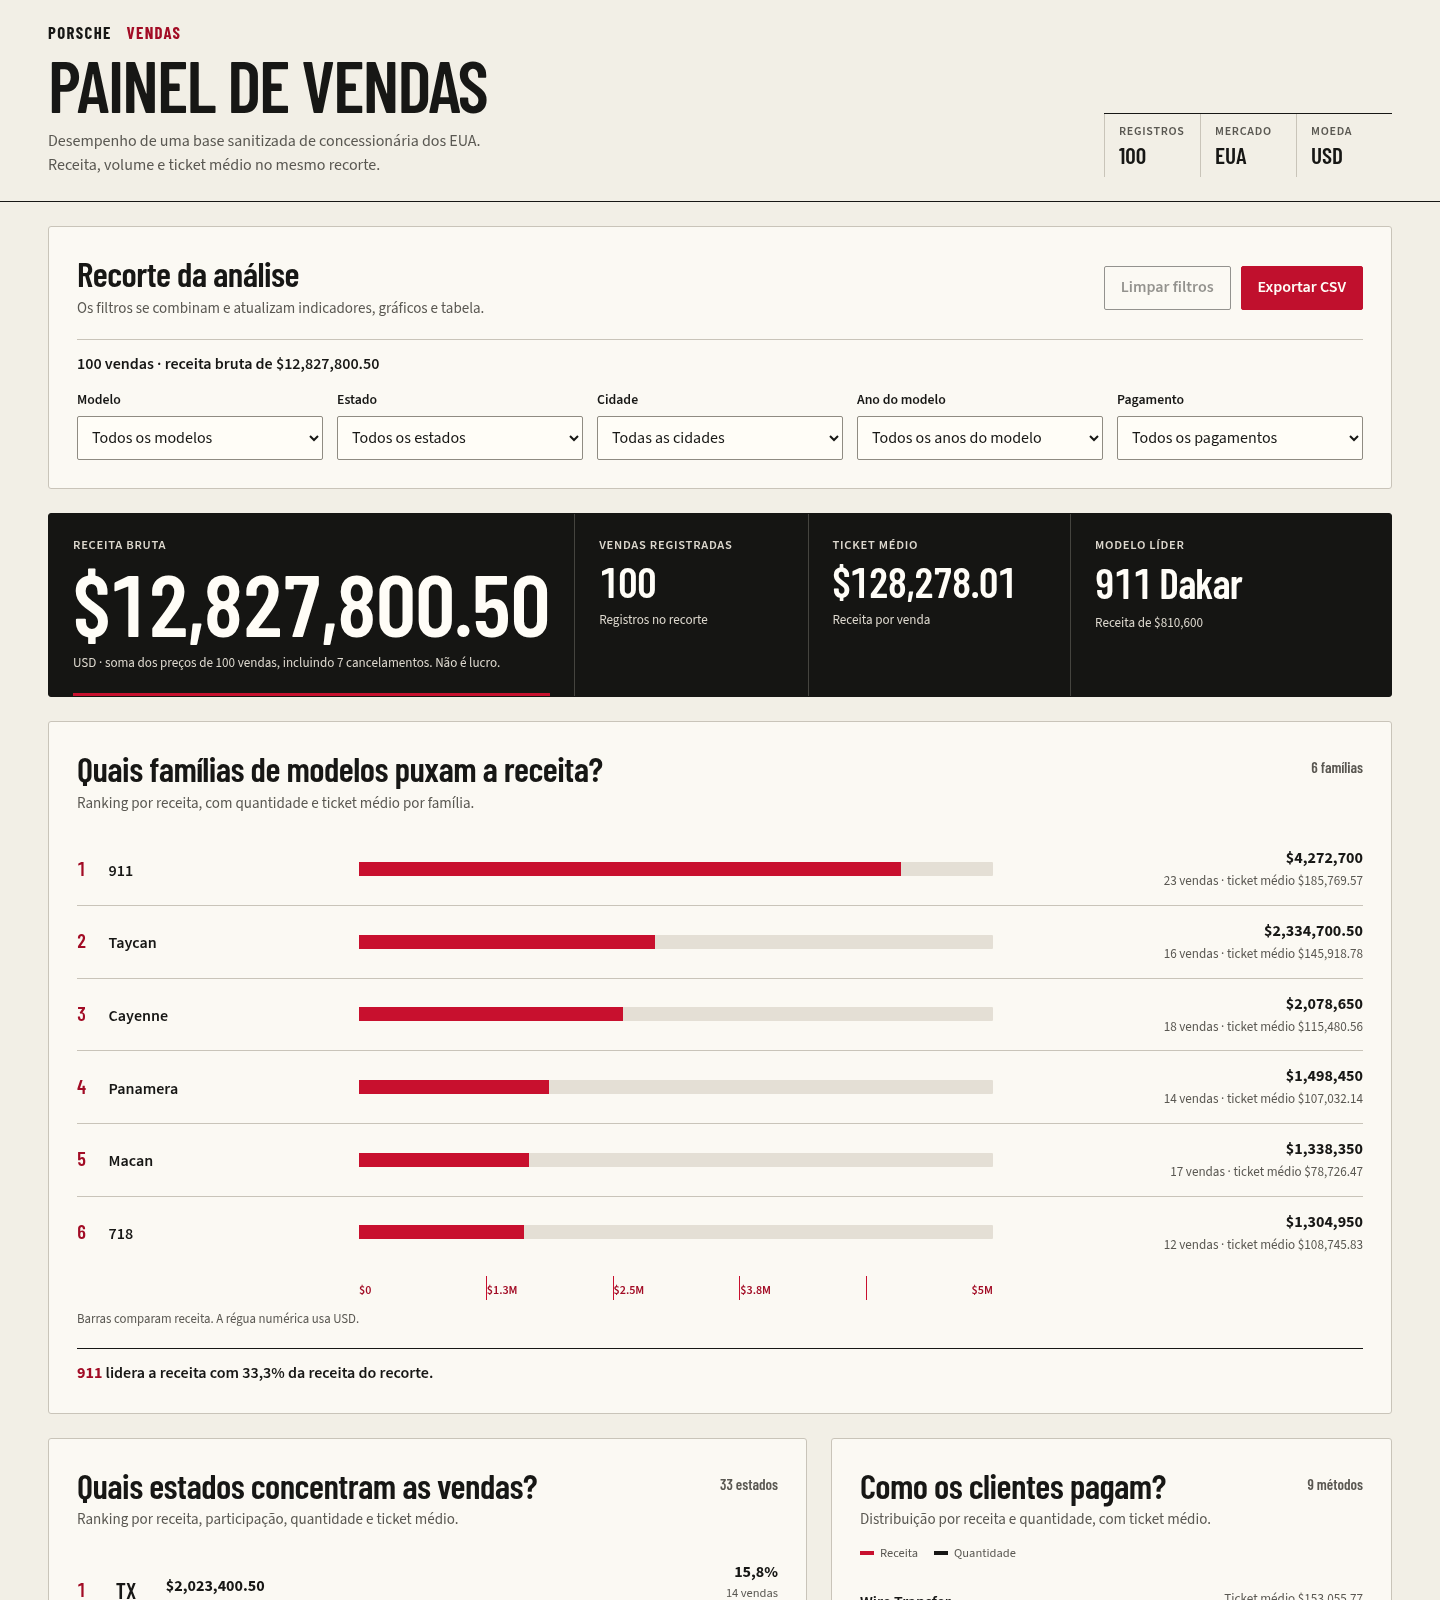 PORSCHE VENDAS
PAINEL DE VENDAS
Desempenho de uma base sanitizada de concessionária dos EUA.
Receita, volume e ticket médio no mesmo recorte.
REGISTROS MERCADO MOEDA
100 EUA USD
Recorte da análise
Os filtros se combinam e atualizam indicadores, gráficos e tabela.
Limpar filtros Exportar CSV
100 vendas · receita bruta de $12,827,800.50
Modelo Estado Cidade Ano do modelo Pagamento
Todos os modelos Todos os estados Todas as cidades Todos os anos do modelo Todos os pagamentos
RECEITA BRUTA
$12,827,800.50
USD · soma dos preços de 100 vendas, incluindo 7 cancelamentos. Não é lucro.
VENDAS REGISTRADAS
100
Registros no recorte
TICKET MÉDIO
$128,278.01
Receita por venda
MODELO LÍDER
911 Dakar
Receita de $810,600
Quais famílias de modelos puxam a receita?
6 famílias
Ranking por receita, com quantidade e ticket médio por família.
1 911 $4,272,700
23 vendas · ticket médio $185,769.57
2 Taycan $2,334,700.50
16 vendas · ticket médio $145,918.78
3 Cayenne $2,078,650
18 vendas · ticket médio $115,480.56
4 Panamera $1,498,450
14 vendas · ticket médio $107,032.14
5 Macan $1,338,350
17 vendas · ticket médio $78,726.47
6 718 $1,304,950
12 vendas · ticket médio $108,745.83
$0 $1.3M $2.5M $3.8M $5M
Barras comparam receita. A régua numérica usa USD.
911 lidera a receita com 33,3% da receita do recorte.
Quais estados concentram as vendas?
33 estados
Ranking por receita, participação, quantidade e ticket médio.
1 TX $2,023,400.50 15,8%
14 vendas
Como os clientes pagam?
9 métodos
Distribuição por receita e quantidade, com ticket médio.
Receita Quantidade
Wire Transfer Ticket médio $153,055.77